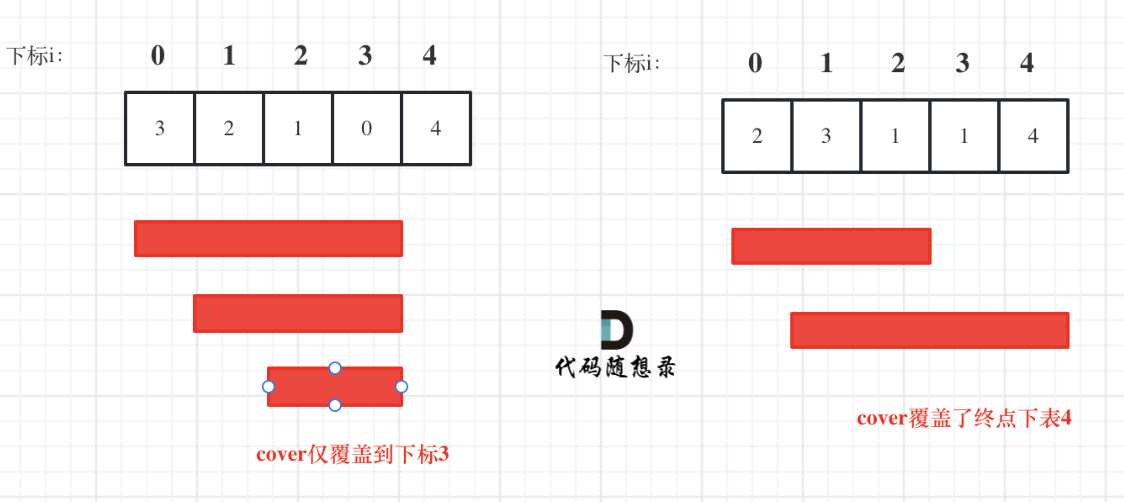 下标i:
0 1 2 3 4
3 2 1 0 4
cover仅覆盖到下标3
下标i:
0 1 2 3 4
2 3 1 1 4
代码随想录
cover覆盖了终点下表4